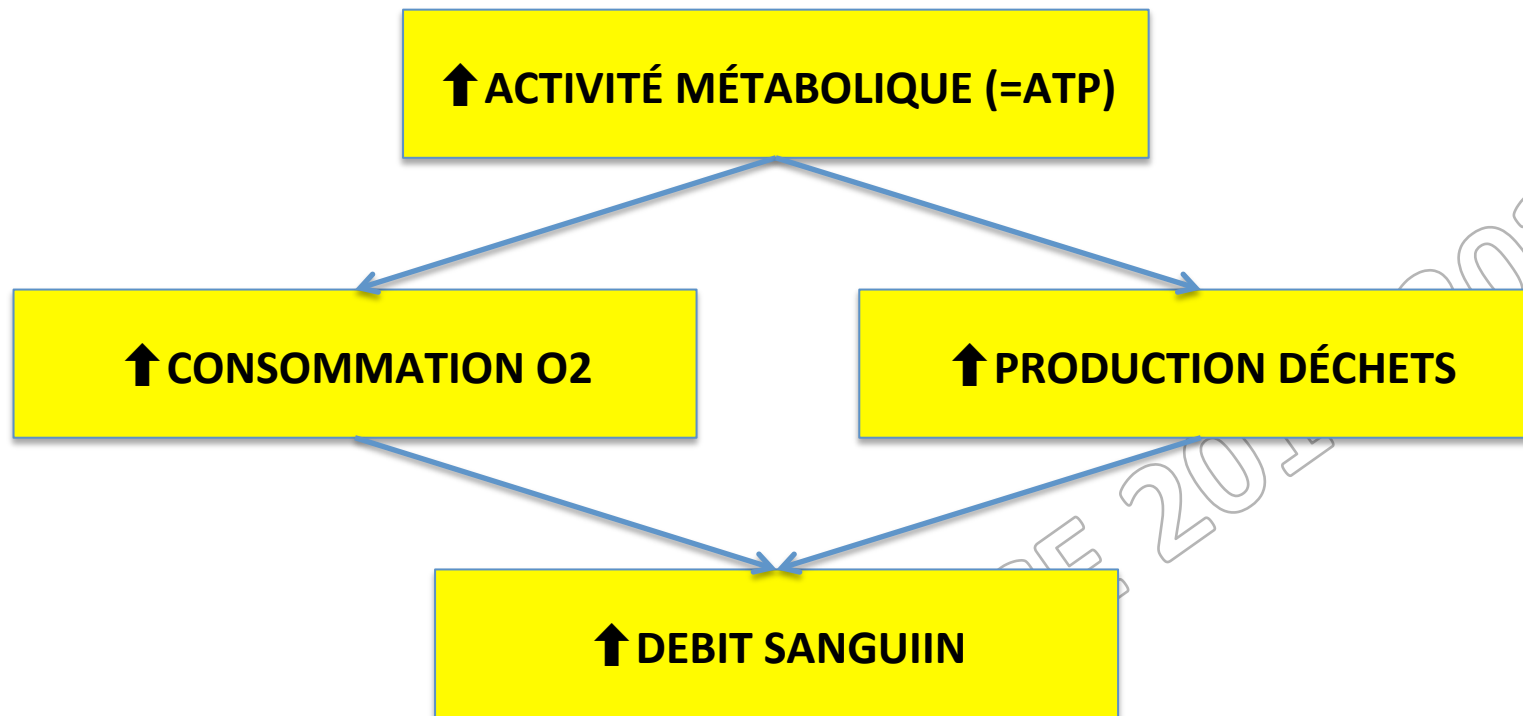 ⬆ ACTIVITÉ MÉTABOLIQUE (=ATP)
⬆ CONSOMMATION O2
⬆ PRODUCTION DÉCHETS
⬆ DEBIT SANGUIIN